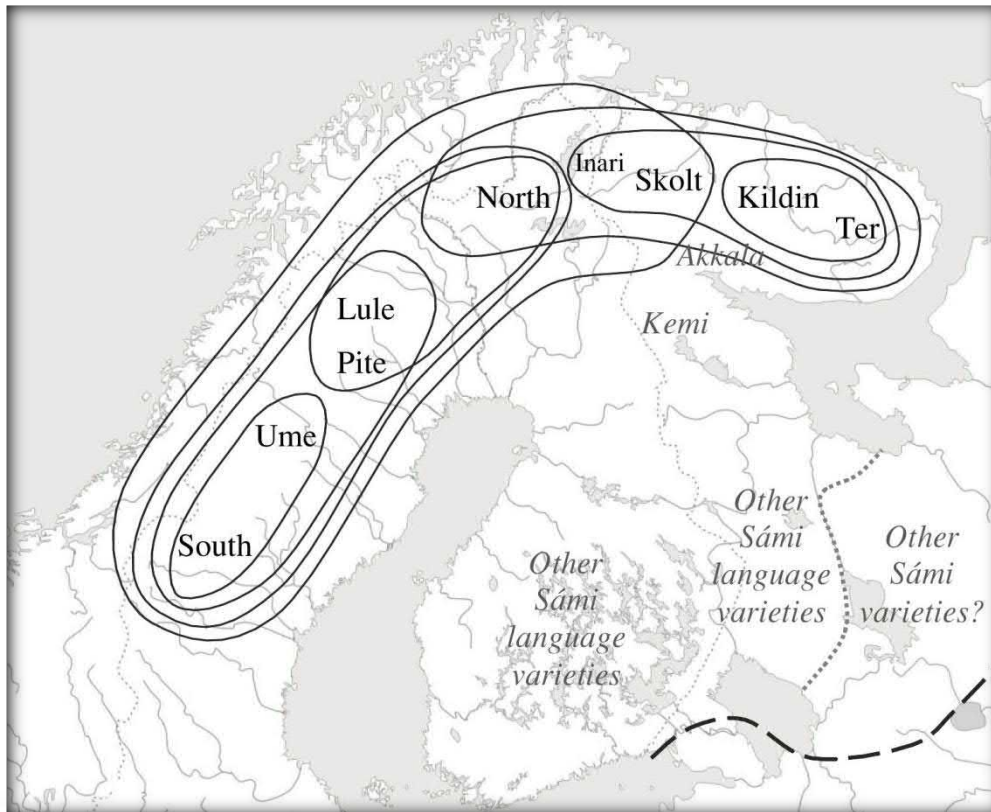 Inari
Skolt
North
Kildin
Ter
Akkala
Lule
Kemi
Pite
Ume
South
Other
Sámi
language
varieties
Other
Sámi
language
varieties
Other
Sámi
varieties?